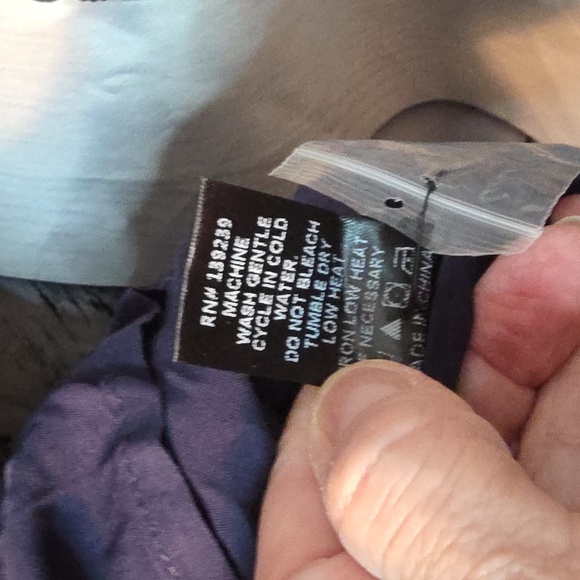 RN# 139239
MACHINE
WASH GENTLE
CYCLE IN COLD
WATER.
DO NOT BLEACH
TUMBLE DRY
LOW HEAT
IRON LOW HEAT
NECESSARY
IN CHINA